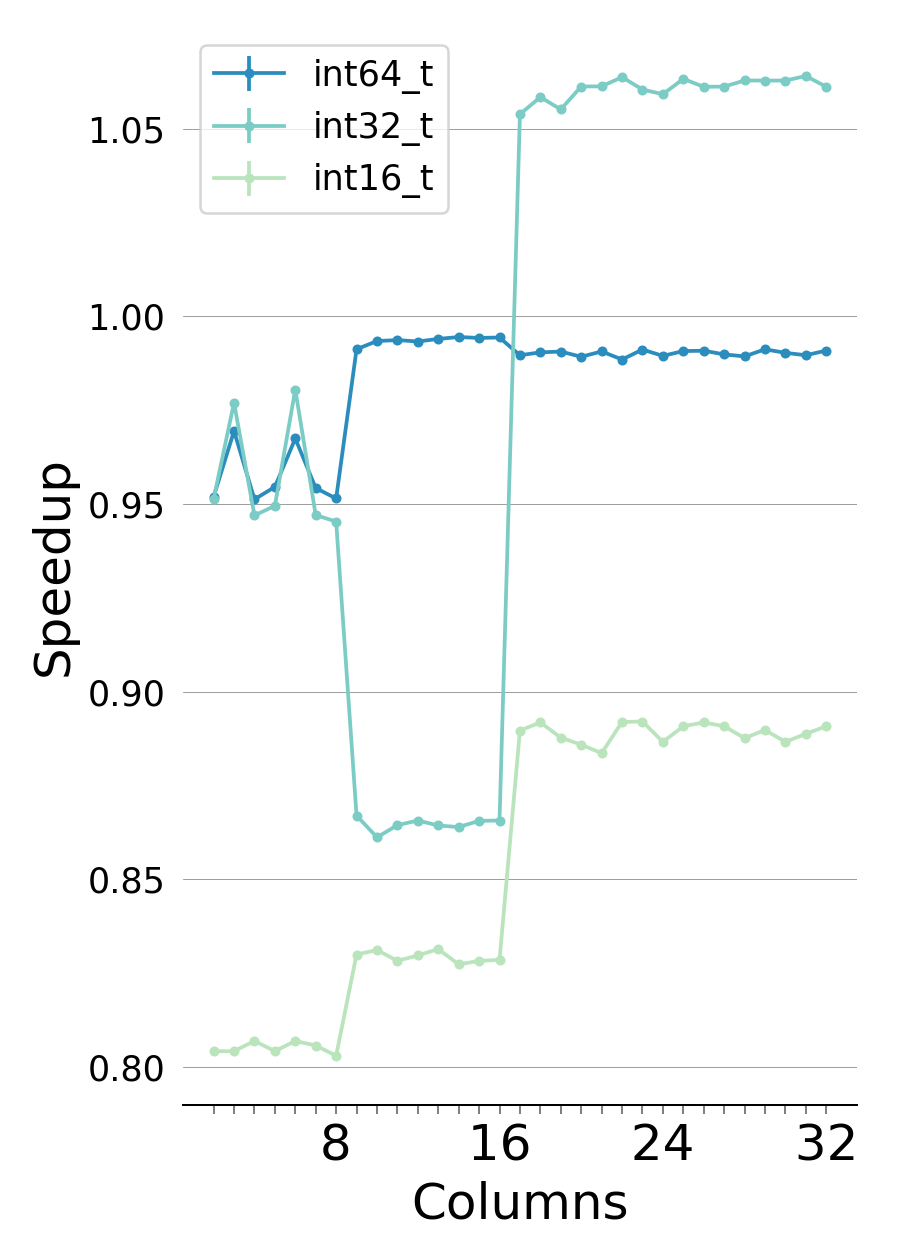 int64_t
int32_t
int16_t
1.05
1.00
0.95
0.90
0.85
0.80
Speedup
8 16 24 32
Columns